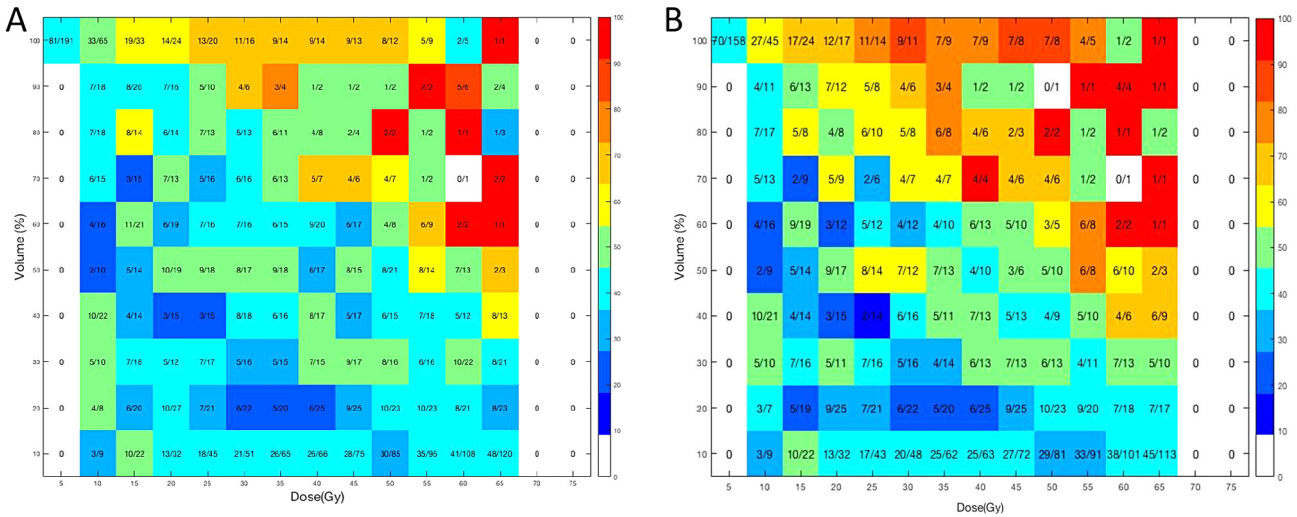 A
100 81/191 33/65 19/33 14/24 13/20 11/16 9/14 9/14 9/13 8/12 5/9 2/5 1/1 0 0
90 0 7/18 8/20 7/15 5/10 4/6 3/4 1/2 1/2 1/2 2/2 5/6 2/4 0 0
80 0 7/18 8/14 6/14 7/13 5/13 6/11 4/8 2/4 2/2 1/2 1/1 1/3 0 0
70 0 6/15 3/15 7/13 5/16 6/16 6/13 5/7 4/6 4/7 1/2 0/1 2/2 0 0
60 0 4/16 11/21 6/19 7/16 7/16 6/15 9/20 6/17 4/8 6/9 2/2 1/1 0 0
50 0 2/10 5/14 10/19 9/18 8/17 9/18 6/17 8/15 8/21 8/14 7/13 2/3 0 0
40 0 10/22 4/14 3/15 3/15 8/18 6/16 8/17 5/17 6/15 7/18 5/12 8/13 0 0
30 0 5/10 7/18 5/12 7/17 5/16 5/15 7/15 9/17 8/16 6/16 10/22 8/21 0 0
20 0 4/8 6/20 10/27 7/21 6/22 5/20 6/25 9/25 10/23 10/23 8/21 8/23 0 0
10 0 3/9 10/22 13/32 18/45 21/51 26/65 26/66 28/75 30/85 35/95 41/108 48/120 0 0
5 10 15 20 25 30 35 40 45 50 55 60 65 70 75
Dose(Gy)
Volume (%)
100
90
80
70
60
50
40
30
20
10
0
B
100 70/158 27/45 17/24 12/17 11/14 9/11 7/9 7/9 7/8 7/8 4/5 1/2 1/1 0 0
90 0 4/11 6/13 7/12 5/8 4/6 3/4 1/2 1/2 0/1 1/1 4/4 1/1 0 0
80 0 7/17 5/8 4/8 6/10 5/8 6/8 4/6 2/3 2/2 1/2 1/1 1/2 0 0
70 0 5/13 2/9 5/9 2/6 4/7 4/7 4/4 4/6 4/6 1/2 0/1 1/1 0 0
60 0 4/16 9/19 3/12 5/12 4/12 4/10 6/13 5/10 3/5 6/8 2/2 1/1 0 0
50 0 2/9 5/14 9/17 8/14 7/12 7/13 4/10 3/6 5/10 6/8 6/10 2/3 0 0
40 0 10/21 4/14 3/15 2/14 6/16 5/11 7/13 5/13 4/9 5/10 4/6 6/9 0 0
30 0 5/10 7/16 5/11 7/16 5/16 4/14 6/13 7/13 6/13 4/11 7/13 5/10 0 0
20 0 3/7 5/19 9/25 7/21 6/22 5/20 6/25 9/25 10/23 9/20 7/18 7/17 0 0
10 0 3/9 10/22 13/32 17/43 20/48 25/62 25/63 27/72 29/81 33/91 38/101 45/113 0 0
5 10 15 20 25 30 35 40 45 50 55 60 65 70 75
Dose(Gy)
Volume (%)
100
90
80
70
60
50
40
30
20
10
0